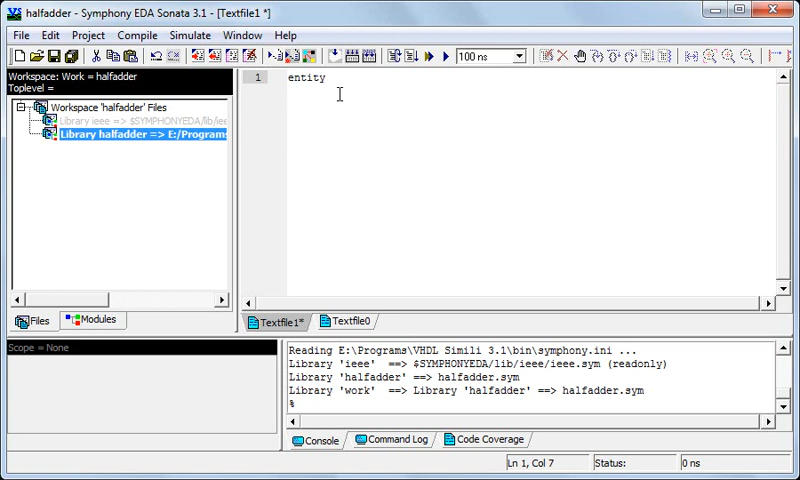 halfadder - Symphony EDA Sonata 3.1 - [Textfile1 *]
File Edit Project Compile Simulate Window Help
100 ns
Workspace: Work = halfadder
Toplevel =
Workspace 'halfadder' Files
Library ieee => $SYMPHONYEDA/lib/iee
Library halfadder => E:/Programs
Files Modules
1 entity
Textfile1* Textfile0
Scope = None
Reading E:\Programs\VHDL Simili 3.1\bin\symphony.ini ...
Library 'ieee' ==> $SYMPHONYEDA/lib/ieee/ieee.sym (readonly)
Library 'halfadder' ==> halfadder.sym
Library 'work' ==> Library 'halfadder' ==> halfadder.sym
%
Console Command Log Code Coverage
Ln 1, Col 7 Status: 0 ns